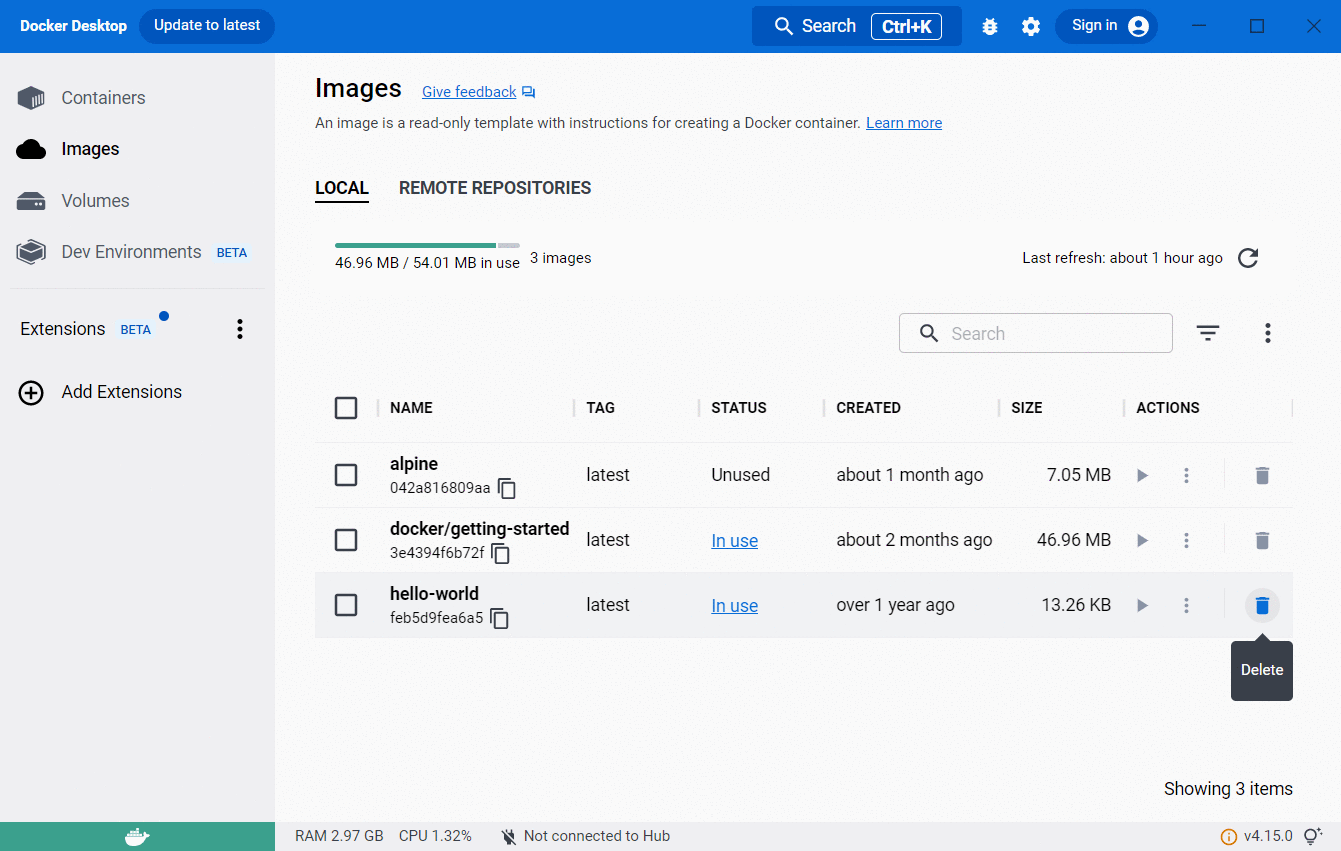 Docker Desktop Update to latest Search Ctrl+K Sign in
Containers
Images
Volumes
Dev Environments BETA
Extensions BETA
Add Extensions
Images Give feedback
An image is a read-only template with instructions for creating a Docker container. Learn more
LOCAL REMOTE REPOSITORIES
46.96 MB / 54.01 MB in use 3 images Last refresh: about 1 hour ago
Search
NAME TAG STATUS CREATED SIZE ACTIONS
alpine
042a816809aa latest Unused about 1 month ago 7.05 MB
docker/getting-started
3e4394f6b72f latest In use about 2 months ago 46.96 MB
hello-world
feb5d9fea6a5 latest In use over 1 year ago 13.26 KB
Delete
Showing 3 items
RAM 2.97 GB CPU 1.32% Not connected to Hub v4.15.0